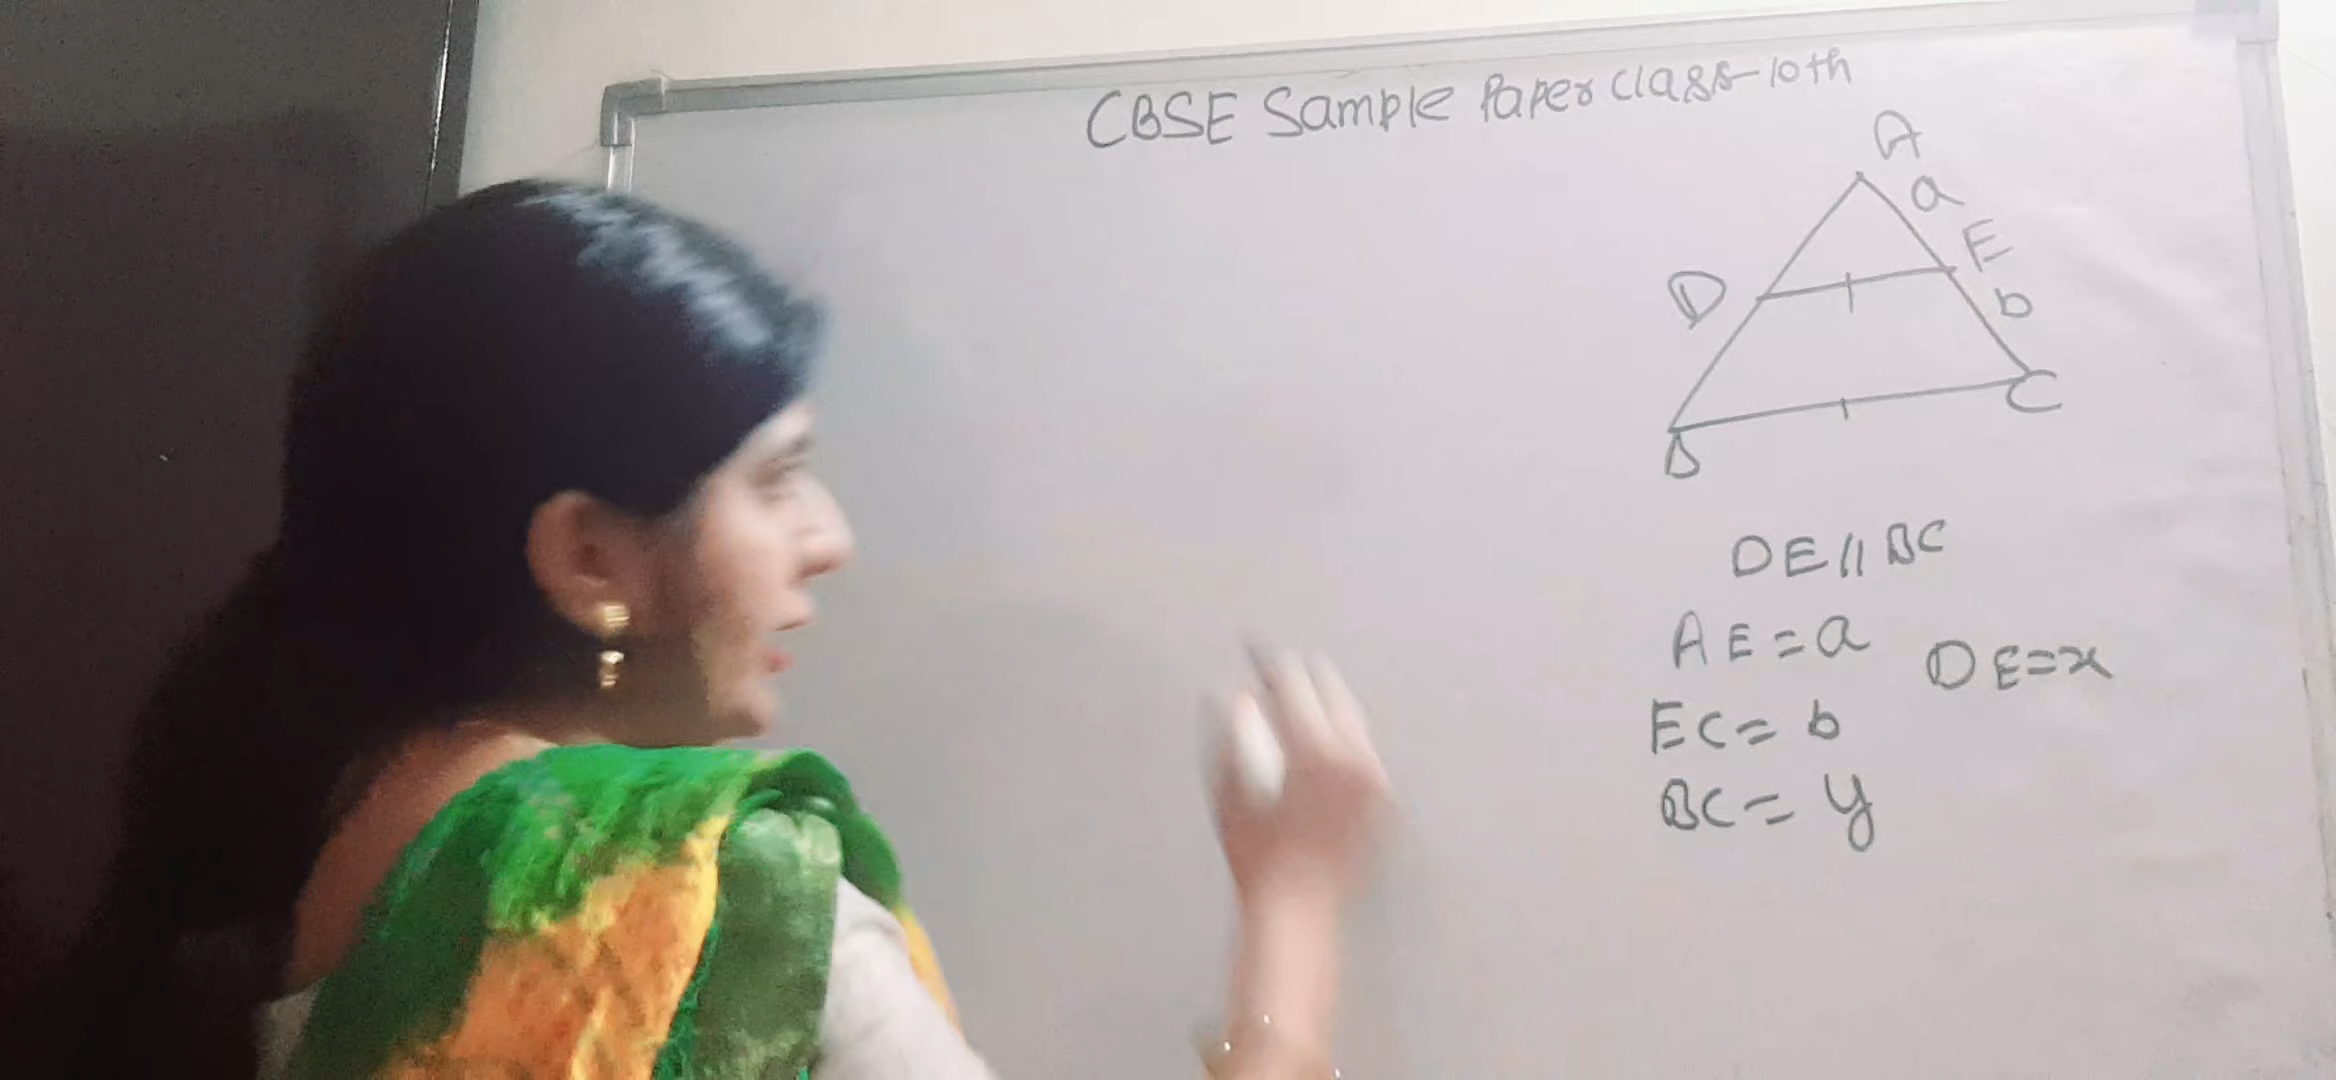 CBSE Sample Paper Class-10th
A
a
E
D
b
C
B
DE//BC
AE=a
DE=x
EC=b
BC=y